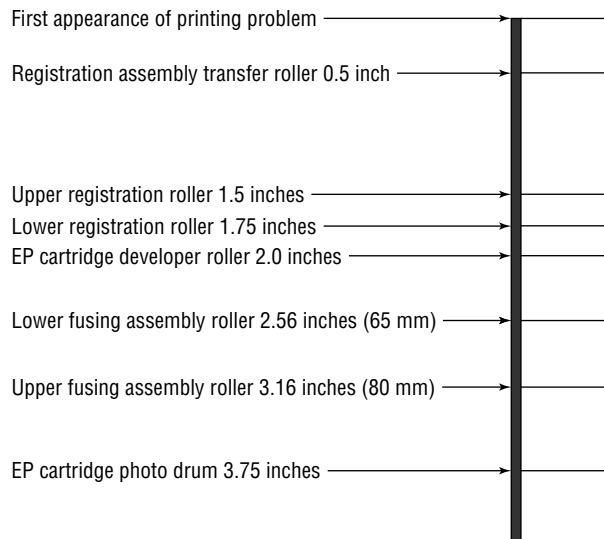 First appearance of printing problem
Registration assembly transfer roller 0.5 inch
Upper registration roller 1.5 inches
Lower registration roller 1.75 inches
EP cartridge developer roller 2.0 inches
Lower fusing assembly roller 2.56 inches (65 mm)
Upper fusing assembly roller 3.16 inches (80 mm)
EP cartridge photo drum 3.75 inches